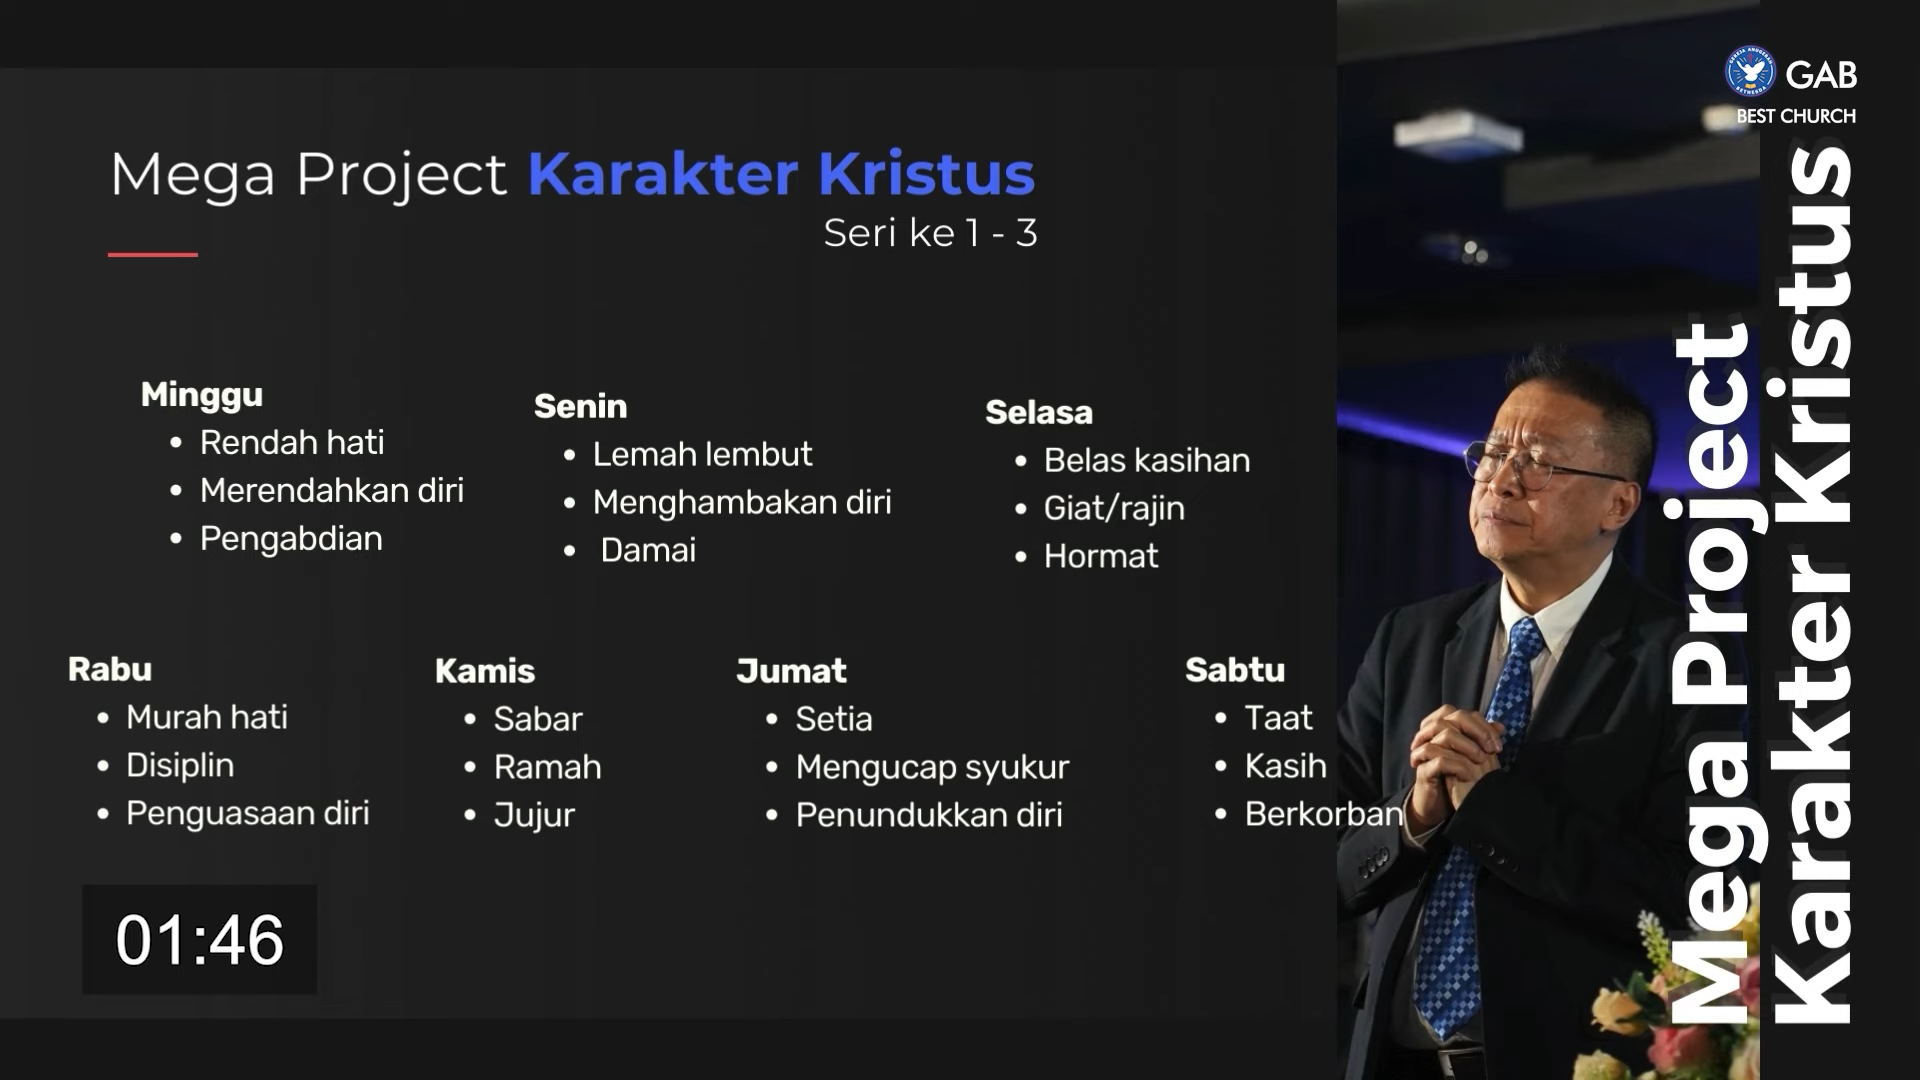 Mega Project Karakter Kristus
Seri ke 1 - 3
Minggu
• Rendah hati
• Merendahkan diri
• Pengabdian
Senin
• Lemah lembut
• Menghambakan diri
• Damai
Selasa
• Belas kasihan
• Giat/rajin
• Hormat
Rabu
• Murah hati
• Disiplin
• Penguasaan diri
Kamis
• Sabar
• Ramah
• Jujur
Jumat
• Setia
• Mengucap syukur
• Penundukkan diri
Sabtu
• Taat
• Kasih
• Berkorban
01:46
GAB
BEST CHURCH
Mega Project
Karakter Kristus